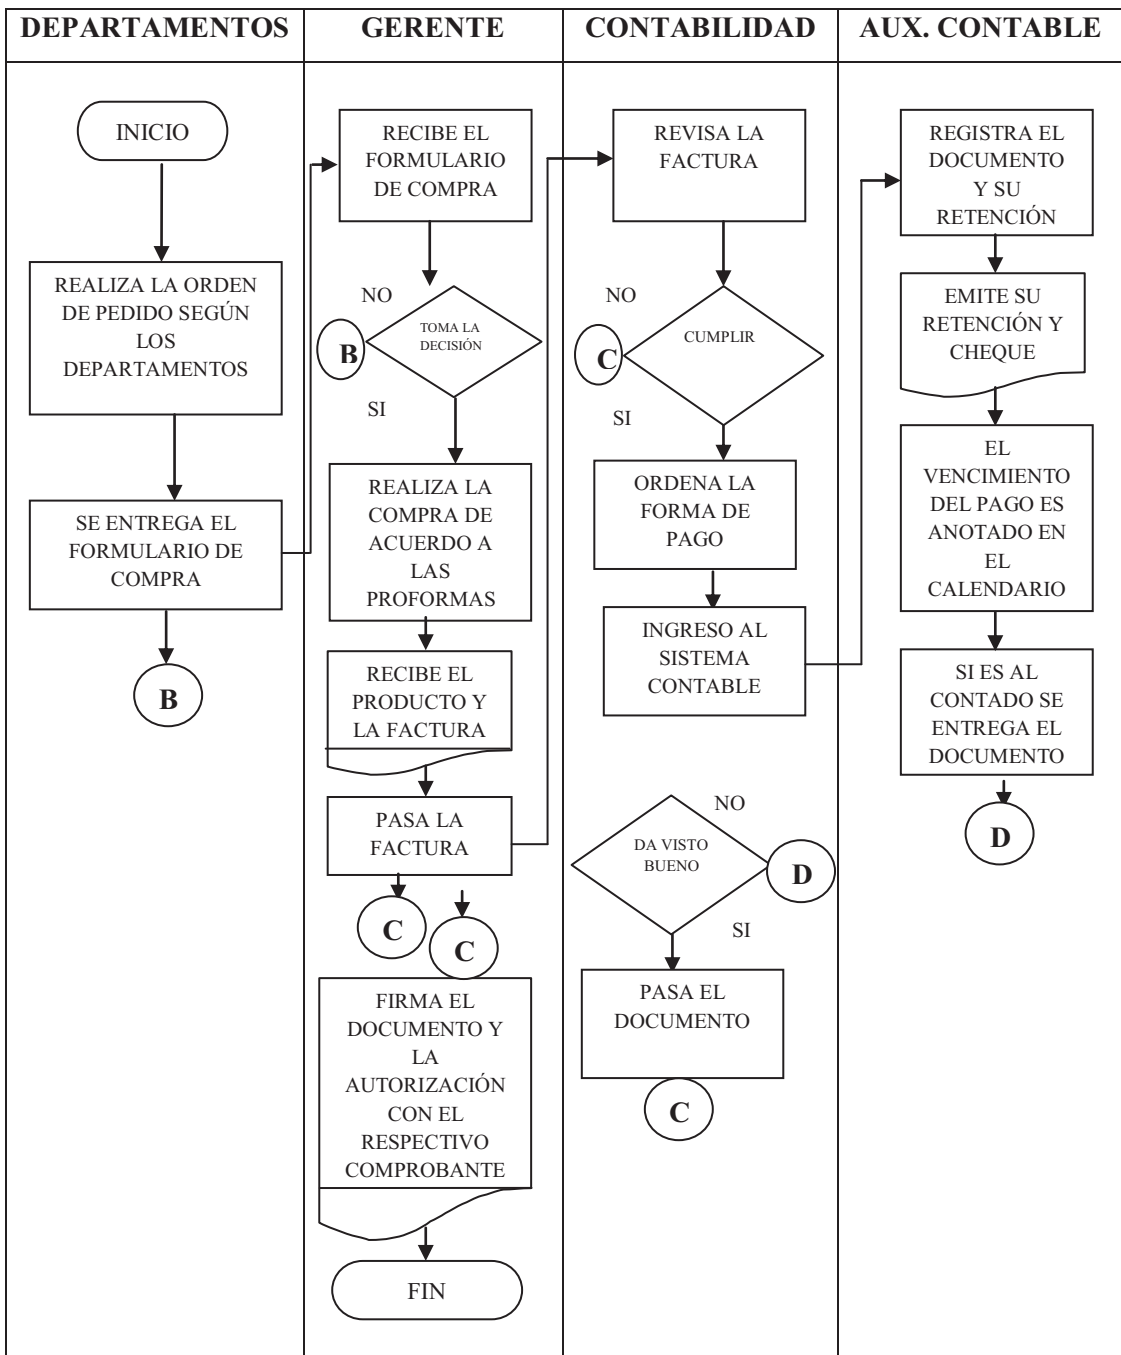 DEPARTAMENTOS
GERENTE
CONTABILIDAD
AUX. CONTABLE
INICIO
REALIZA LA ORDEN
DE PEDIDO SEGÚN
LOS
DEPARTAMENTOS
SE ENTREGA EL
FORMULARIO DE
COMPRA
B
RECIBE EL
FORMULARIO
DE COMPRA
NO
TOMA LA
DECISIÓN
B
SI
REALIZA LA
COMPRA DE
ACUERDO A
LAS
PROFORMAS
RECIBE EL
PRODUCTO Y
LA FACTURA
PASA LA
FACTURA
C
C
FIRMA EL
DOCUMENTO Y
LA
AUTORIZACIÓN
CON EL
RESPECTIVO
COMPROBANTE
FIN
REVISA LA
FACTURA
NO
CUMPLIR
C
SI
ORDENA LA
FORMA DE
PAGO
INGRESO AL
SISTEMA
CONTABLE
NO
DA VISTO
BUENO
D
SI
PASA EL
DOCUMENTO
C
REGISTRA EL
DOCUMENTO
Y SU
RETENCIÓN
EMITE SU
RETENCIÓN Y
CHEQUE
EL
VENCIMIENTO
DEL PAGO ES
ANOTADO EN
EL
CALENDARIO
SI ES AL
CONTADO SE
ENTREGA EL
DOCUMENTO
D